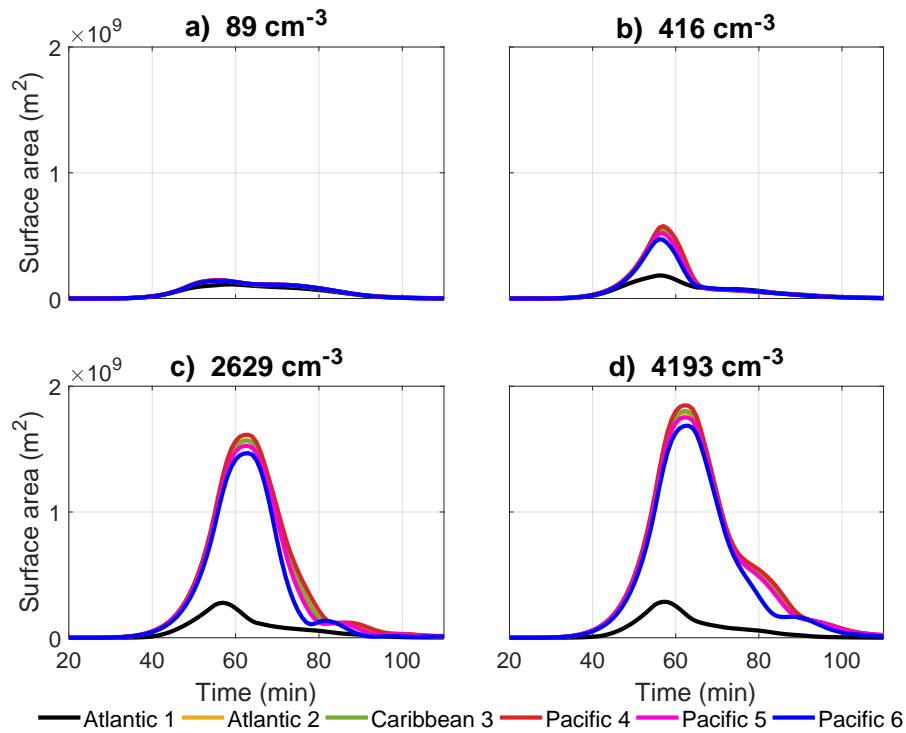 a) 89 cm-3
b) 416 cm-3
×10^9
Surface area (m^2)
2
1
0
c) 2629 cm-3
d) 4193 cm-3
×10^9
Surface area (m^2)
2
1
0
20 40 60 80 100
20 40 60 80 100
Time (min)
Time (min)
Atlantic 1 Atlantic 2 Caribbean 3 Pacific 4 Pacific 5 Pacific 6